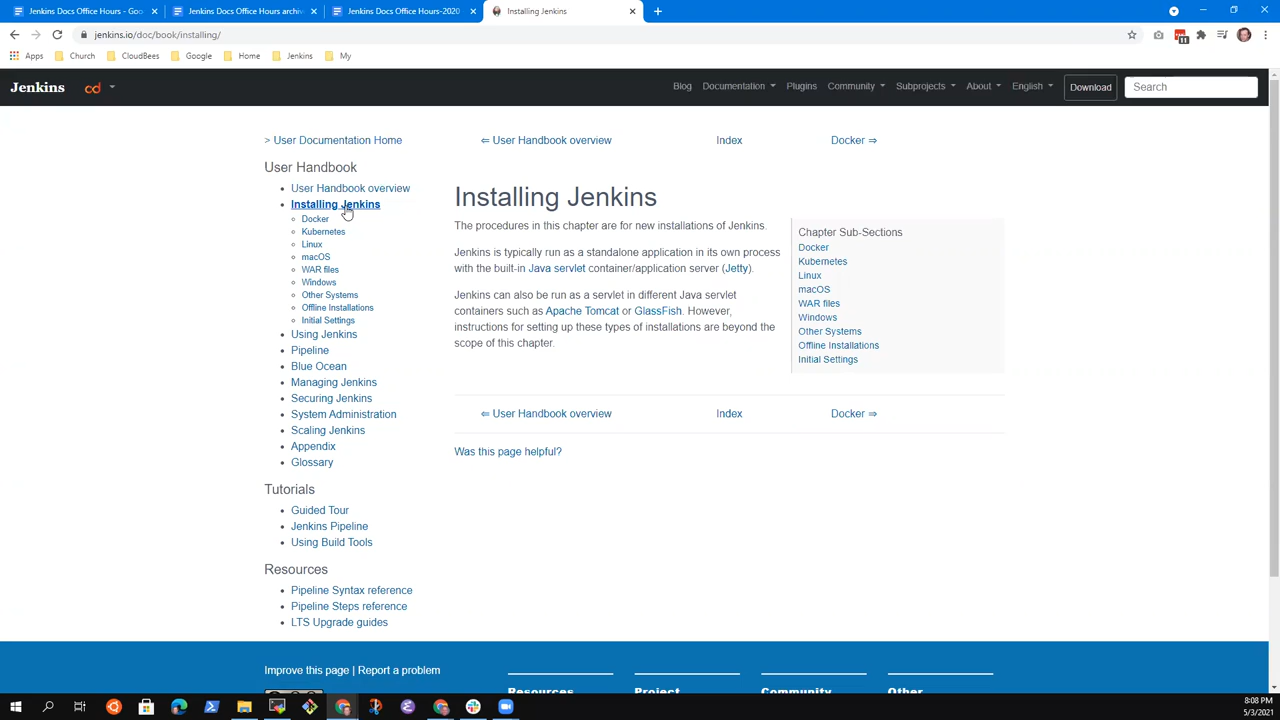 Jenkins Docs Office Hours - Goo
Jenkins Docs Office Hours archiv
Jenkins Docs Office Hours-2020
Installing Jenkins
jenkins.io/doc/book/installing/
11
Apps
Church
CloudBees
Google
Home
Jenkins
My
Jenkins
cd
Blog
Documentation
Plugins
Community
Subprojects
About
English
Download
Search
> User Documentation Home
⇐ User Handbook overview
Index
Docker ⇒
User Handbook
User Handbook overview
Installing Jenkins
Docker
Kubernetes
Linux
macOS
WAR files
Windows
Other Systems
Offline Installations
Initial Settings
Using Jenkins
Pipeline
Blue Ocean
Managing Jenkins
Securing Jenkins
System Administration
Scaling Jenkins
Appendix
Glossary
Tutorials
Guided Tour
Jenkins Pipeline
Using Build Tools
Resources
Pipeline Syntax reference
Pipeline Steps reference
LTS Upgrade guides
Installing Jenkins
The procedures in this chapter are for new installations of Jenkins.
Jenkins is typically run as a standalone application in its own process
with the built-in Java servlet container/application server (Jetty).
Jenkins can also be run as a servlet in different Java servlet
containers such as Apache Tomcat or GlassFish. However,
instructions for setting up these types of installations are beyond the
scope of this chapter.
Chapter Sub-Sections
Docker
Kubernetes
Linux
macOS
WAR files
Windows
Other Systems
Offline Installations
Initial Settings
⇐ User Handbook overview
Index
Docker ⇒
Was this page helpful?
Improve this page | Report a problem
Resources
Project
Community
Other
8:08 PM
5/3/2021